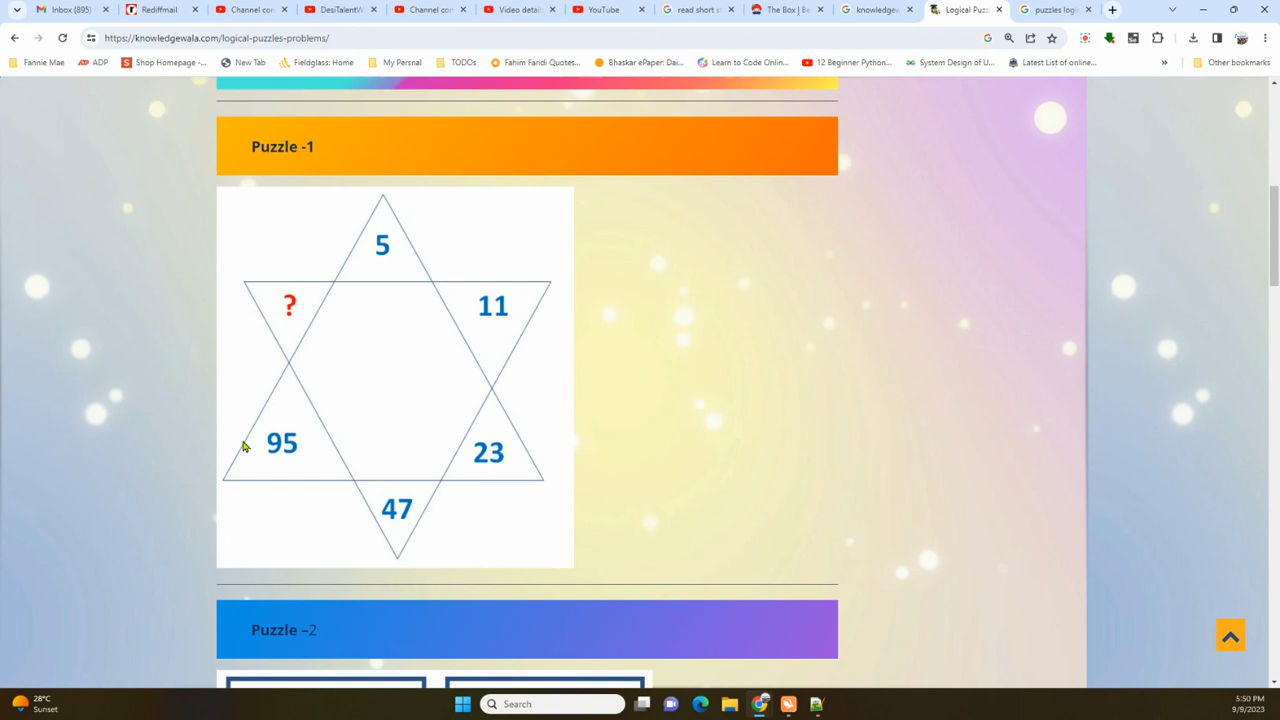 Inbox (895)
Rediffmail
Channel con
DesiTalentW
Channel con
Video detai
YouTube
read short s
The Box | Be
knowledgew
Logical Puzz
puzzles logi
https://knowledgewala.com/logical-puzzles-problems/
Fannie Mae
ADP
Shop Homepage -...
New Tab
Fieldglass: Home
My Persnal
TODOs
Fahim Faridi Quotes...
Bhaskar ePaper: Dai...
Learn to Code Onlin...
12 Beginner Python...
System Design of U...
Latest List of online...
»
Other bookmarks
Puzzle -1
5
?
11
95
23
47
Puzzle –2
28°C
Sunset
Search
5:50 PM
9/9/2023